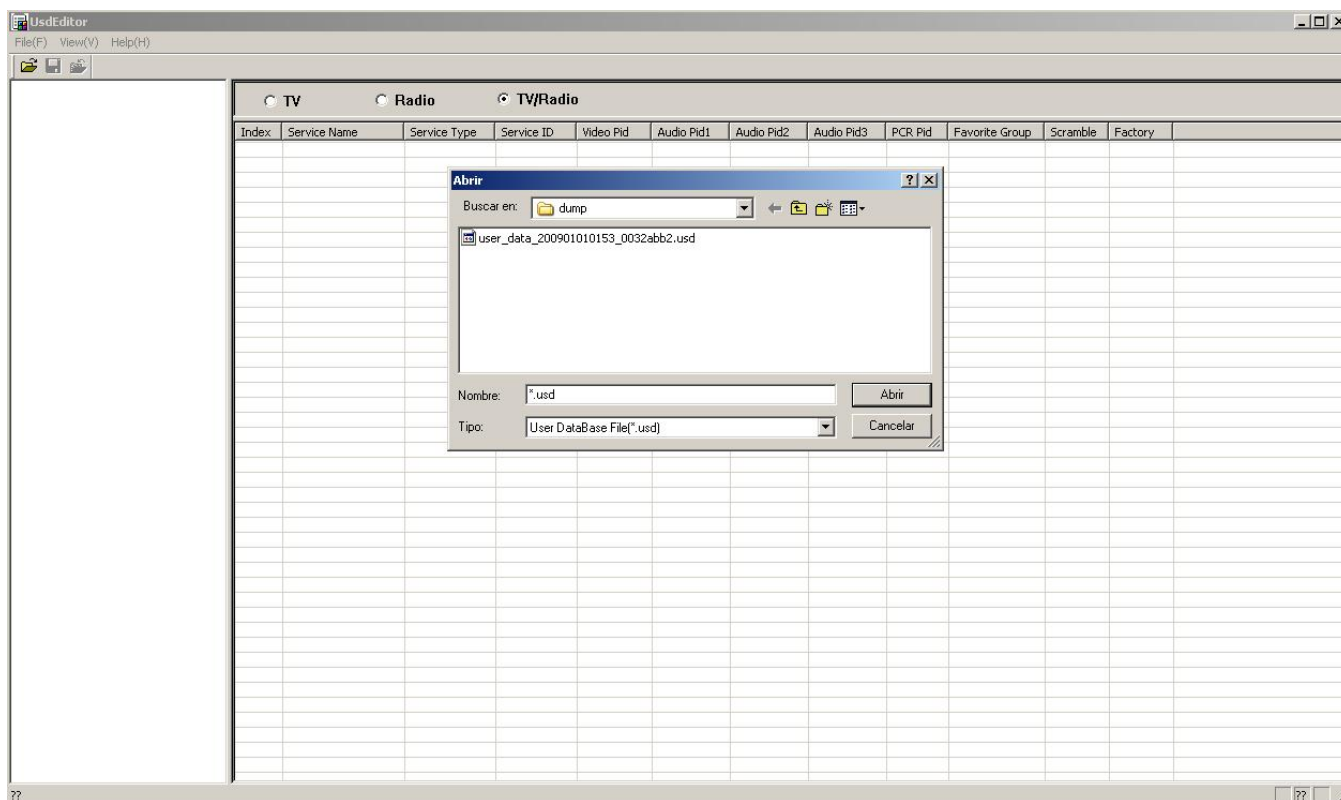 UsdEditor
File(F) View(V) Help(H)
TV Radio TV/Radio
Index Service Name Service Type Service ID Video Pid Audio Pid1 Audio Pid2 Audio Pid3 PCR Pid Favorite Group Scramble Factory
Abrir
Buscar en: dump
user_data_200901010153_0032abb2.usd
Nombre: *.usd Abrir
Tipo: User DataBase File(*.usd) Cancelar
?? ??